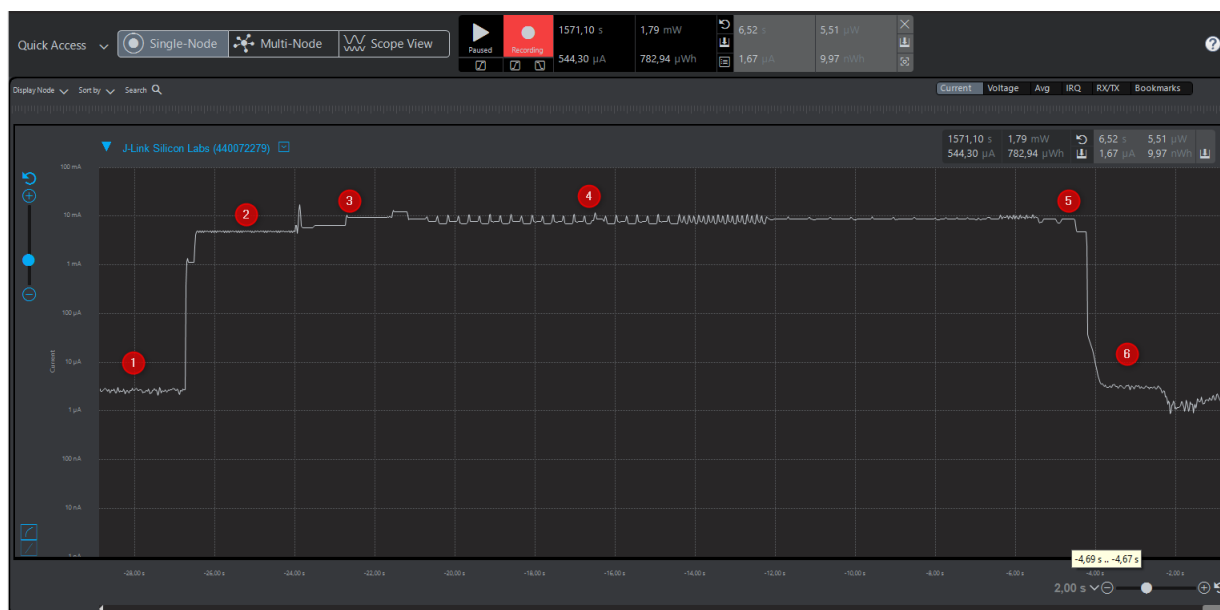 Quick Access Single-Node Multi-Node Scope View
Paused Recording
1571,10 s 1,79 mW 6,52 s 5,51 µW
544,30 µA 782,94 µWh 1,67 µA 9,97 nWh
?
Display Node Sort by Search
Current Voltage Avg IRQ RX/TX Bookmarks
J-Link Silicon Labs (440072279)
1571,10 s 1,79 mW 6,52 s 5,51 µW
544,30 µA 782,94 µWh 1,67 µA 9,97 nWh
100 mA
10 mA
1 mA
100 µA
10 µA
1 µA
100 nA
10 nA
Current
1
2
3
4
5
6
-4,69 s .. -4,67 s
-28,00 s -26,00 s -24,00 s -22,00 s -20,00 s -18,00 s -16,00 s -14,00 s -12,00 s -10,00 s -8,00 s -6,00 s -4,00 s -2,00 s
2,00 s